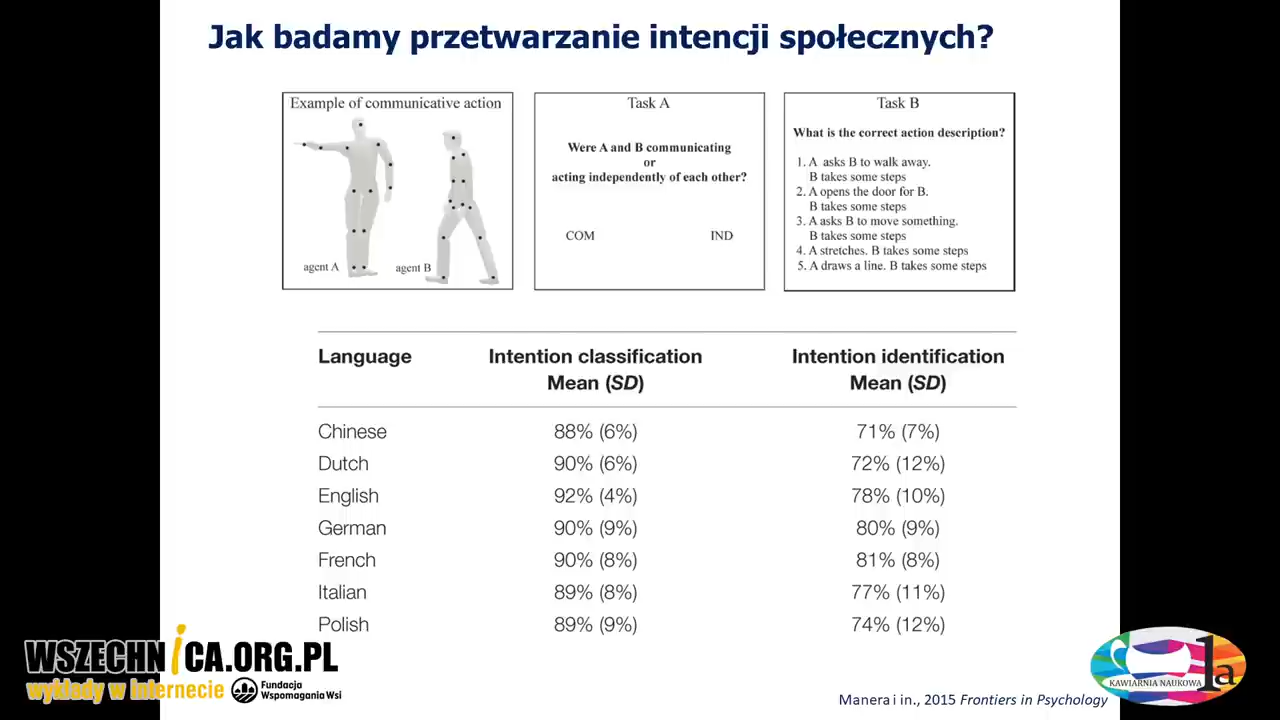 Jak badamy przetwarzanie intencji społecznych?
Example of communicative action
agent A
agent B
Task A
Were A and B communicating
or
acting independently of each other?
COM IND
Task B
What is the correct action description?
1. A asks B to walk away.
B takes some steps
2. A opens the door for B.
B takes some steps
3. A asks B to move something.
B takes some steps
4. A stretches. B takes some steps
5. A draws a line. B takes some steps
Language Intention classification Intention identification
Mean (SD) Mean (SD)
Chinese 88% (6%) 71% (7%)
Dutch 90% (6%) 72% (12%)
English 92% (4%) 78% (10%)
German 90% (9%) 80% (9%)
French 90% (8%) 81% (8%)
Italian 89% (8%) 77% (11%)
Polish 89% (9%) 74% (12%)
WSZECHNiCA.ORG.PL
wykłady w internecie
Fundacja
Wspomagania Wsi
KAWIARNIA NAUKOWA 1a
Manera i in., 2015 Frontiers in Psychology